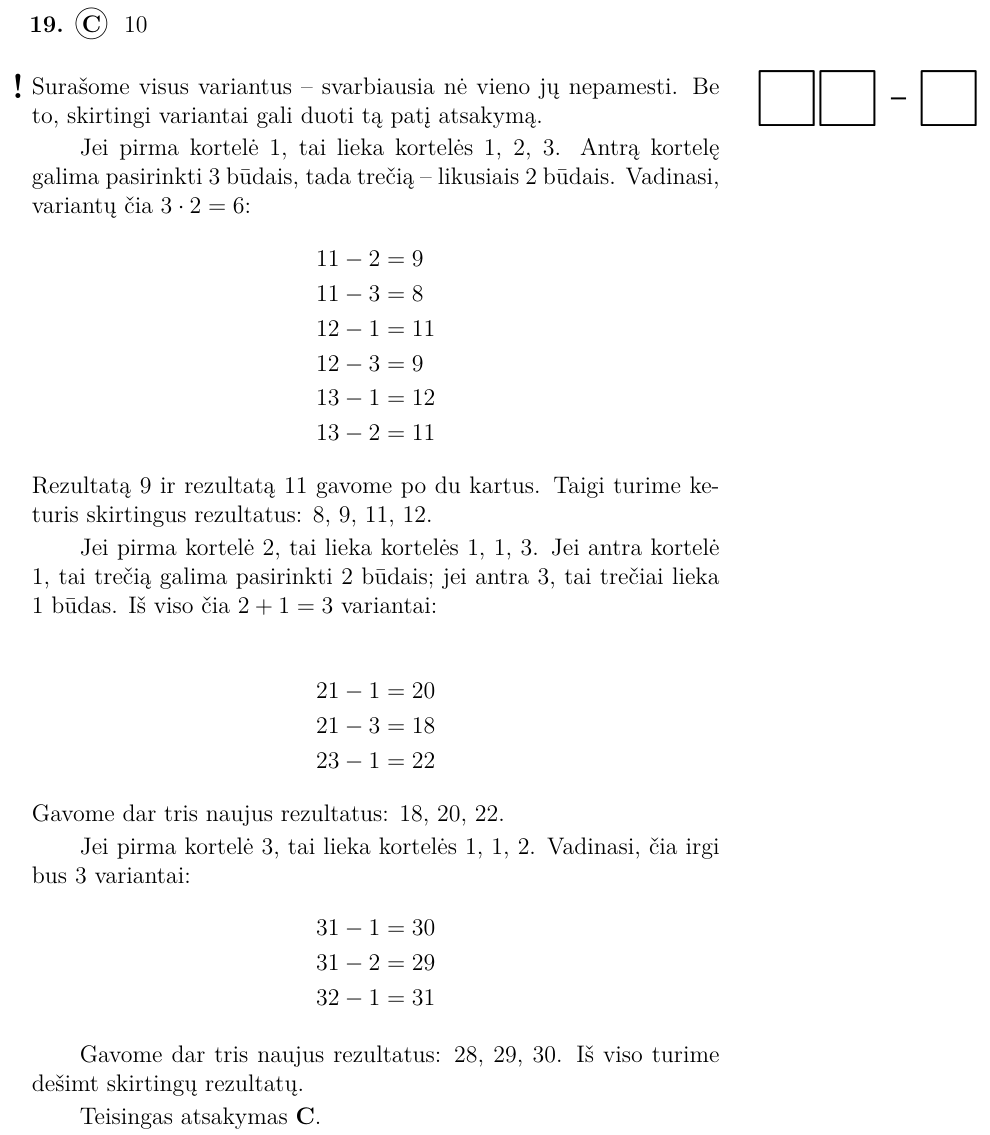 19. C 10
! Surašome visus variantus – svarbiausia nė vieno jų nepamesti. Be
to, skirtingi variantai gali duoti tą patį atsakymą.
Jei pirma kortelė 1, tai lieka kortelės 1, 2, 3. Antrą kortelę
galima pasirinkti 3 būdais, tada trečią – likusiais 2 būdais. Vadinasi,
variantų čia 3 · 2 = 6:
11 − 2 = 9
11 − 3 = 8
12 − 1 = 11
12 − 3 = 9
13 − 1 = 12
13 − 2 = 11
Rezultatą 9 ir rezultatą 11 gavome po du kartus. Taigi turime ke-
turis skirtingus rezultatus: 8, 9, 11, 12.
Jei pirma kortelė 2, tai lieka kortelės 1, 1, 3. Jei antra kortelė
1, tai trečią galima pasirinkti 2 būdais; jei antra 3, tai trečiai lieka
1 būdas. Iš viso čia 2 + 1 = 3 variantai:
21 − 1 = 20
21 − 3 = 18
23 − 1 = 22
Gavome dar tris naujus rezultatus: 18, 20, 22.
Jei pirma kortelė 3, tai lieka kortelės 1, 1, 2. Vadinasi, čia irgi
bus 3 variantai:
31 − 1 = 30
31 − 2 = 29
32 − 1 = 31
Gavome dar tris naujus rezultatus: 28, 29, 30. Iš viso turime
dešimt skirtingų rezultatų.
Teisingas atsakymas C.